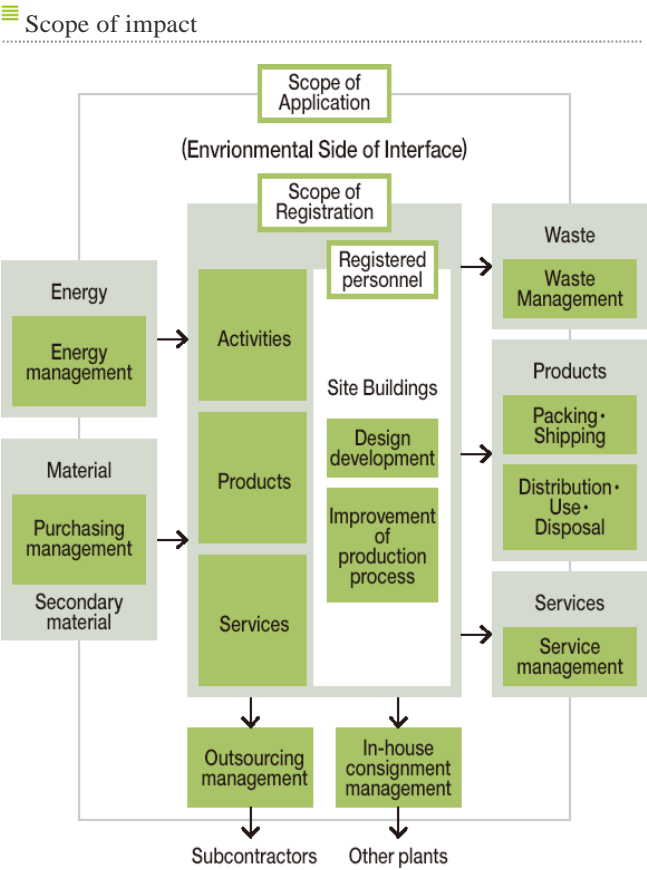 Scope of impact
Scope of
Application
(Envrionmental Side of Interface)
Scope of
Registration
Registered
personnel
Energy
Energy
management
Material
Purchasing
management
Secondary
material
Activities
Products
Services
Site Buildings
Design
development
Improvement
of
production
process
Waste
Waste
Management
Products
Packing・
Shipping
Distribution・
Use・
Disposal
Services
Service
management
Outsourcing
management
In-house
consignment
management
Subcontractors
Other plants